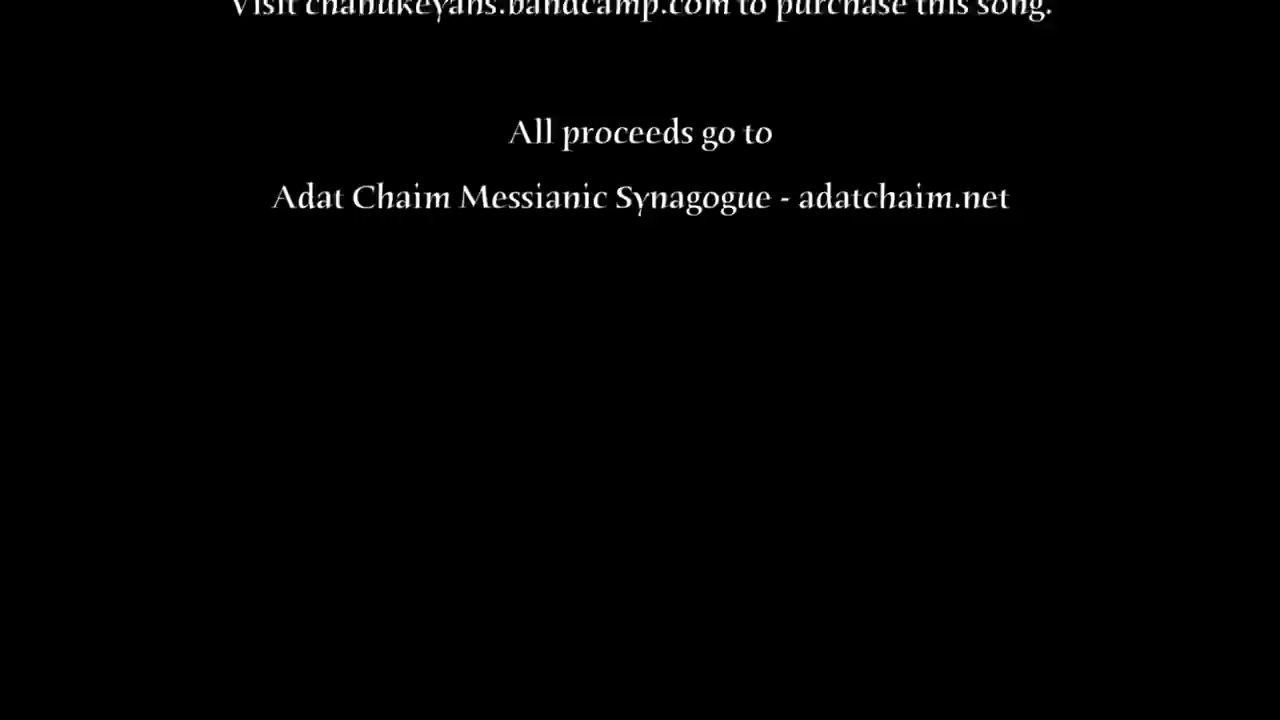 Visit chanukeyahs.bandcamp.com to purchase this song.
All proceeds go to
Adat Chaim Messianic Synagogue - adatchaim.net